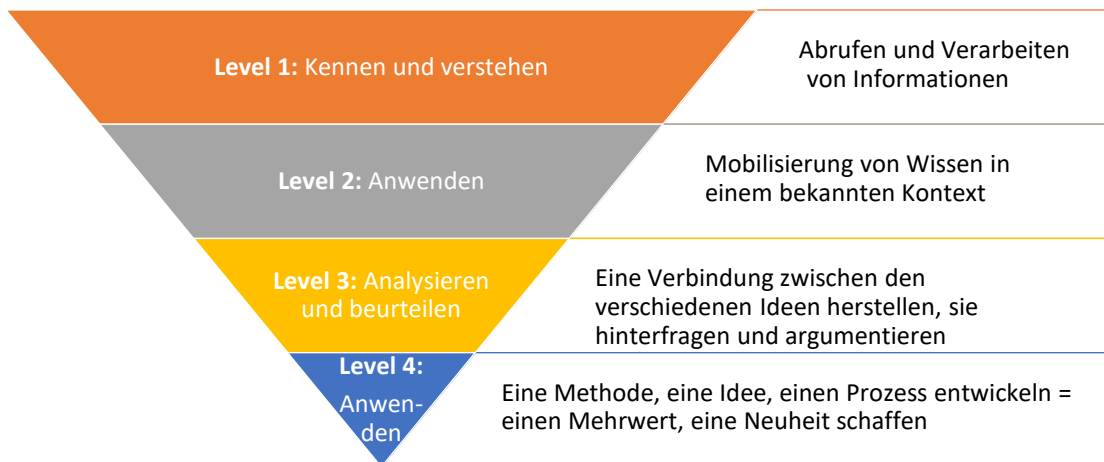 Level 1: Kennen und verstehen
Abrufen und Verarbeiten
von Informationen
Level 2: Anwenden
Mobilisierung von Wissen in
einem bekannten Kontext
Level 3: Analysieren
und beurteilen
Eine Verbindung zwischen den
verschiedenen Ideen herstellen, sie
hinterfragen und argumentieren
Level 4:
Anwen-
den
Eine Methode, eine Idee, einen Prozess entwickeln =
einen Mehrwert, eine Neuheit schaffen